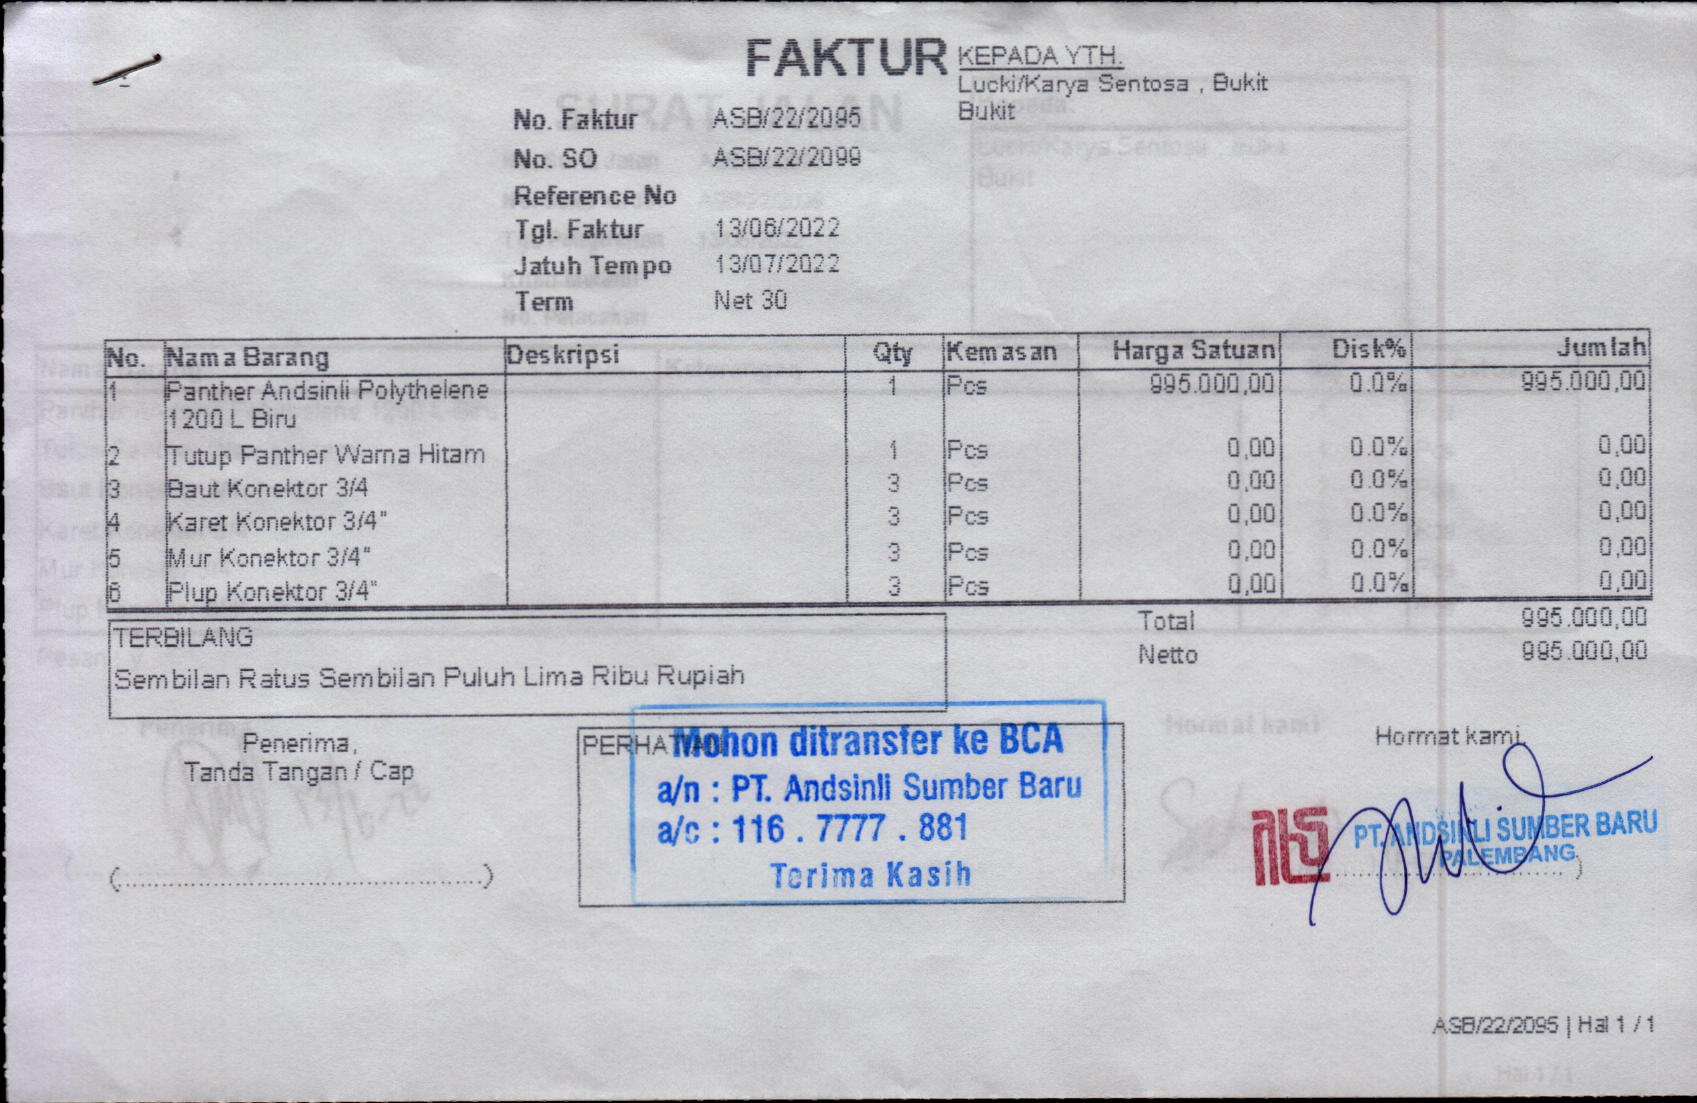 FAKTUR
KEPADA YTH.
Lucki/Karya Sentosa , Bukit
Bukit
No. Faktur ASB/22/2095
No. SO ASB/22/2099
Reference No
Tgl. Faktur 13/06/2022
Jatuh Tempo 13/07/2022
Term Net 30
No. Nama Barang Deskripsi Qty Kemasan Harga Satuan Disk% Jumlah
1 Panther Andsinlii Polythelene 1 Pcs 995.000,00 0.0% 995.000,00
1200 L Biru
2 Tutup Panther Warna Hitam 1 Pcs 0,00 0.0% 0,00
3 Baut Konektor 3/4 3 Pcs 0,00 0.0% 0,00
4 Karet Konektor 3/4" 3 Pcs 0,00 0.0% 0,00
5 Mur Konektor 3/4" 3 Pcs 0,00 0.0% 0,00
6 Plup Konektor 3/4" 3 Pcs 0,00 0.0% 0,00
Total 995.000,00
Netto 995.000,00
TERBILANG
Sembilan Ratus Sembilan Puluh Lima Ribu Rupiah
Penerima,
Tanda Tangan / Cap
(................................................)
PERHATIAN
Mohon ditransfer ke BCA
a/n : PT. Andsinli Sumber Baru
a/c : 116 . 7777 . 881
Terima Kasih
Hormat kami,
PT. ANDSINLI SUMBER BARU
PALEMBANG
ASB/22/2095 | Hal 1 / 1